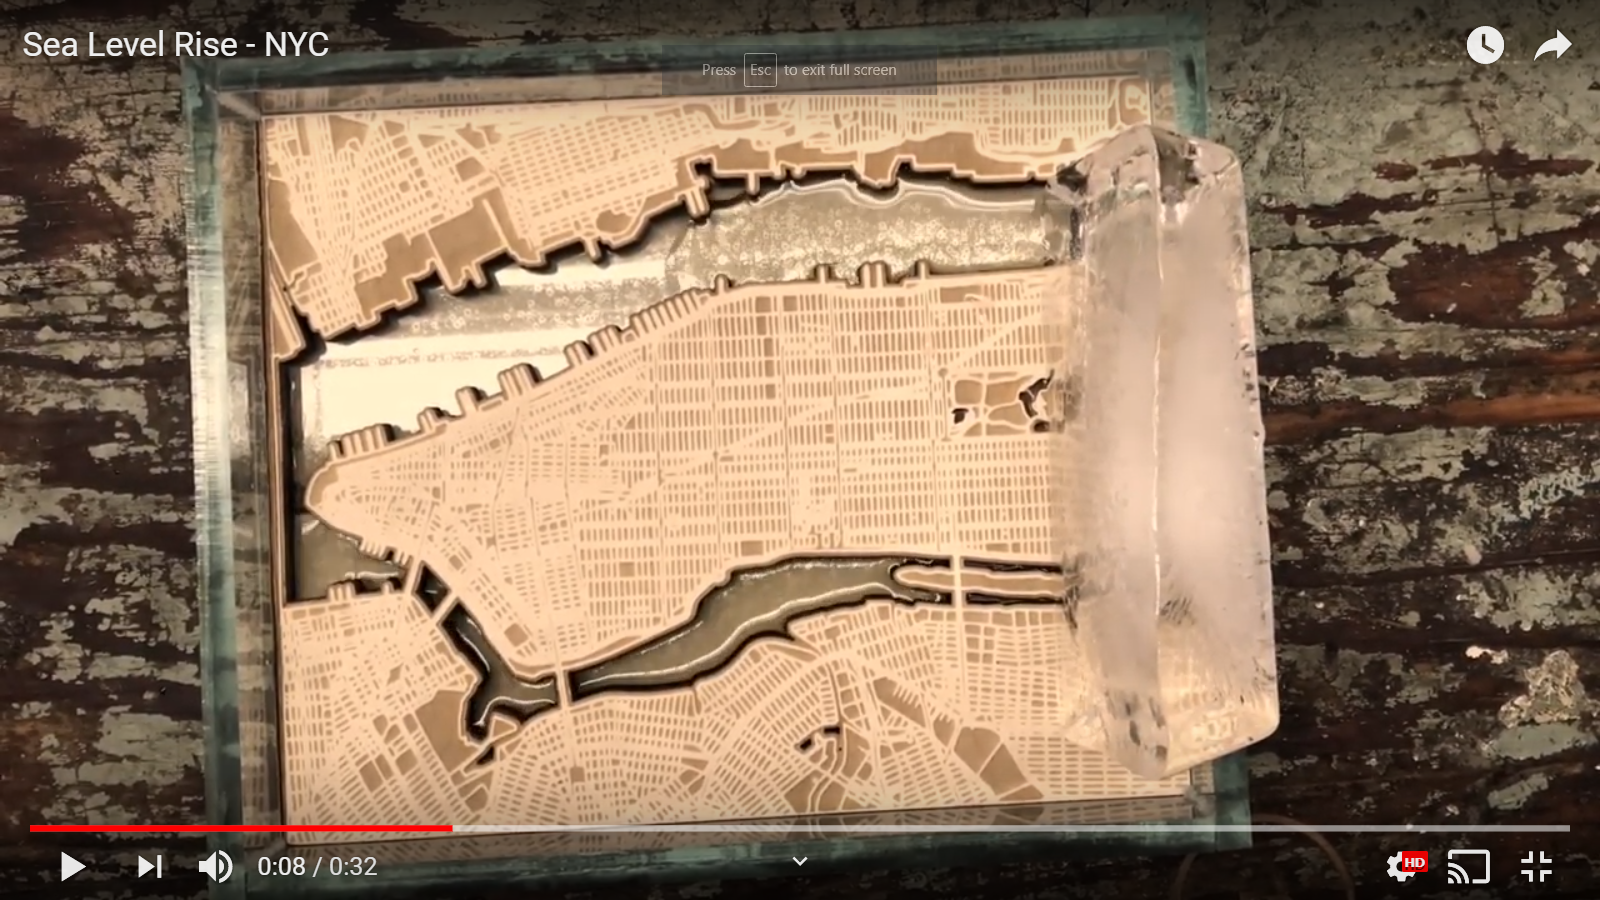 Sea Level Rise - NYC
Press Esc to exit full screen
0:08 / 0:32
HD